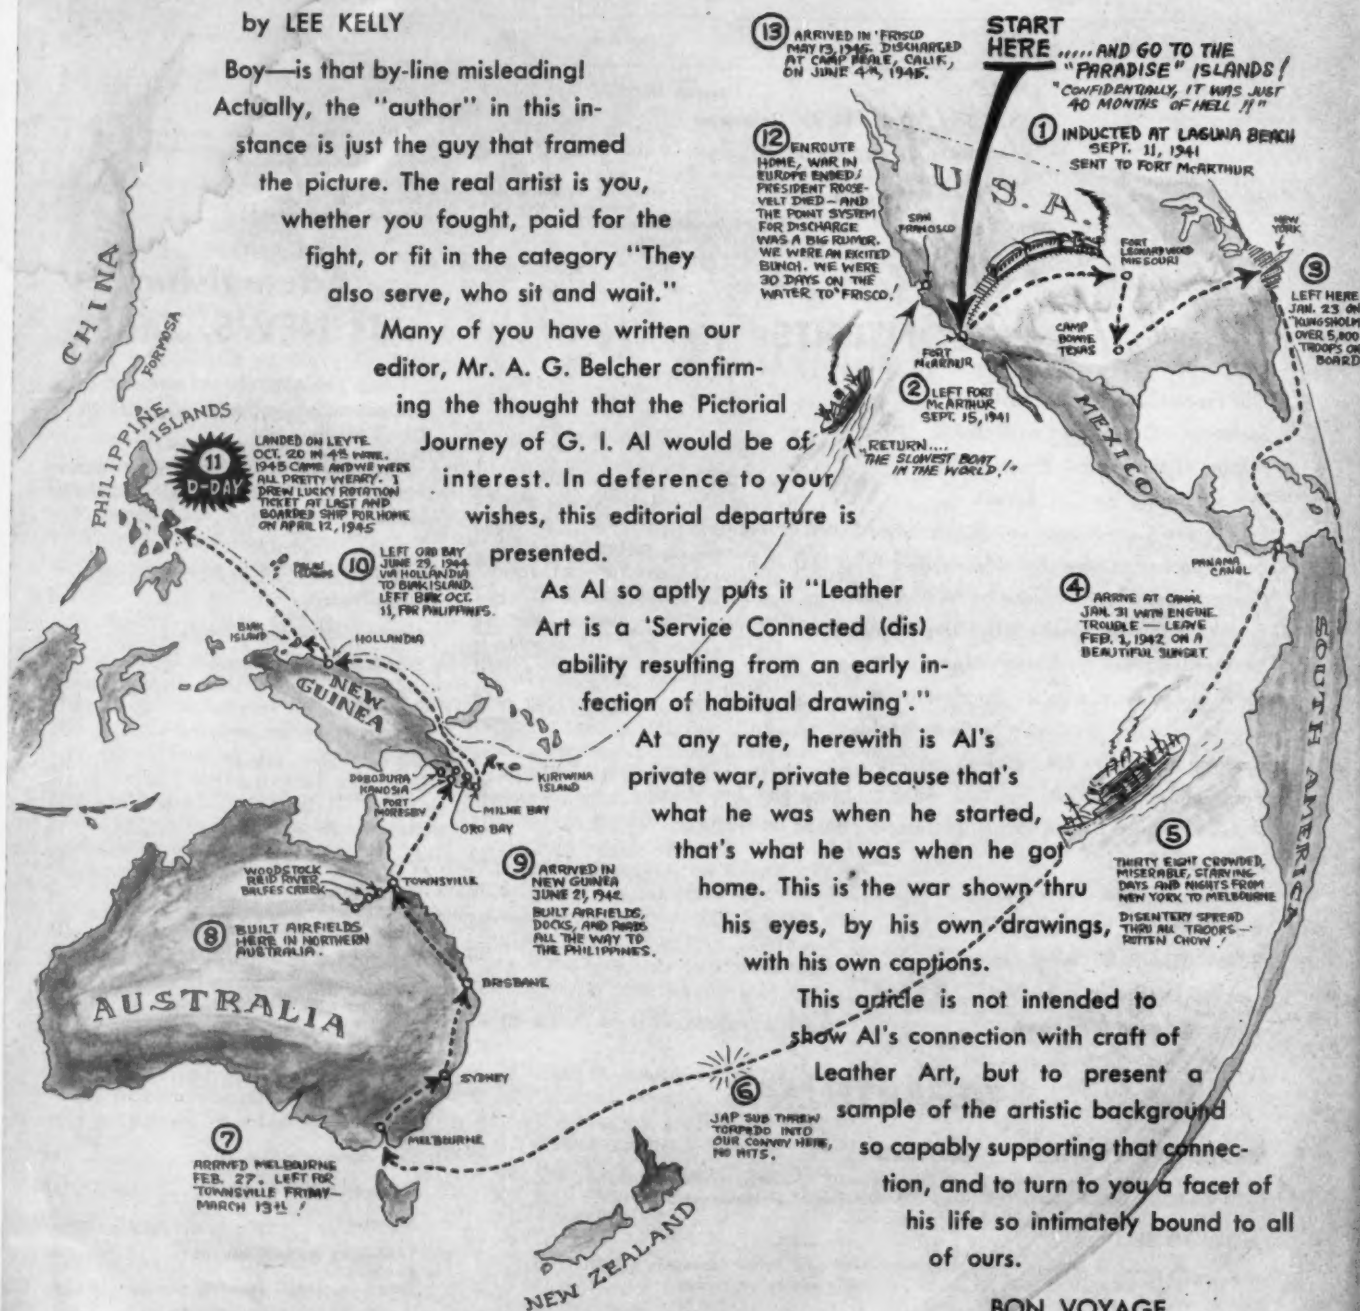 by LEE KELLY
Boy—is that by-line misleading!
Actually, the "author" in this in-
stance is just the guy that framed
the picture. The real artist is you,
whether you fought, paid for the
fight, or fit in the category "They
also serve, who sit and wait."
Many of you have written our
editor, Mr. A. G. Belcher confirm-
ing the thought that the Pictorial
Journey of G. I. Al would be of
interest. In deference to your
wishes, this editorial departure is
presented.
As Al so aptly puts it "Leather
Art is a 'Service Connected (dis)
ability resulting from an early in-
fection of habitual drawing'."
At any rate, herewith is Al's
private war, private because that's
what he was when he started,
that's what he was when he got
home. This is the war shown thru
his eyes, by his own drawings,
with his own captions.
This article is not intended to
show Al's connection with craft of
Leather Art, but to present a
sample of the artistic background
so capably supporting that connec-
tion, and to turn to you a facet of
his life so intimately bound to all
of ours.
BON VOYAGE
START
HERE ..... AND GO TO THE
"PARADISE" ISLANDS!
"CONFIDENTIALLY, IT WAS JUST
40 MONTHS OF HELL !!"
1 INDUCTED AT LAGUNA BEACH
SEPT. 11, 1941
SENT TO FORT McARTHUR
U.S.A.
SAN
FRANCISCO
FORT
McARTHUR
FORT
LEONARD WOOD
MISSOURI
CAMP
BOWIE
TEXAS
NEW
YORK
2 LEFT FORT
McARTHUR
SEPT. 15, 1941
3
LEFT HERE
JAN. 23 ON
"KUNGSHOLM"
OVER 5,000
TROOPS ON
BOARD
MEXICO
PANAMA
CANAL
SOUTH AMERICA
4 ARRIVE AT CANAL
JAN. 31 WITH ENGINE
TROUBLE — LEAVE
FEB. 1, 1942 ON A
BEAUTIFUL SUNSET
5
THIRTY EIGHT CROWDED,
MISERABLE, STARVING
DAYS AND NIGHTS FROM
NEW YORK TO MELBOURNE
DISENTERY SPREAD
THRU ALL TROOPS—
ROTTEN CHOW!
6
JAP SUB THREW
TORPEDO INTO
OUR CONVOY HERE,
NO HITS.
NEW ZEALAND
7
ARRIVED MELBOURNE
FEB. 27. LEFT FOR
TOWNSVILLE FRIDAY—
MARCH 13th !
MELBOURNE
SYDNEY
BRISBANE
TOWNSVILLE
WOODSTOCK
REID RIVER
BALFES CREEK
8 BUILT AIRFIELDS
HERE IN NORTHERN
AUSTRALIA.
AUSTRALIA
9 ARRIVED IN
NEW GUINEA
JUNE 21, 1942
BUILT AIRFIELDS,
DOCKS, AND ROADS
ALL THE WAY TO
THE PHILIPPINES.
DOBODURA
KANOSIA
PORT
MORESBY
ORO BAY
MILNE BAY
KIRIWINA
ISLAND
NEW
GUINEA
HOLLANDIA
BIAK
ISLAND
10 LEFT ORO BAY
JUNE 29, 1944
VIA HOLLANDIA
TO BIAK ISLAND.
LEFT BIAK OCT.
11, FOR PHILIPPINES.
PALAU
ISLANDS
11
D-DAY
LANDED ON LEYTE
OCT. 20 IN 4th WAVE.
1945 CAME AND WE WERE
ALL PRETTY WEARY. I
DREW LUCKY ROTATION
TICKET AT LAST AND
BOARDED SHIP FOR HOME
ON APRIL 12, 1945
PHILIPPINE
ISLANDS
FORMOSA
CHINA
RETURN....
THE SLOWEST BOAT
IN THE WORLD!
12 ENROUTE
HOME, WAR IN
EUROPE ENDED!
PRESIDENT ROOSE-
VELT DIED — AND
THE POINT SYSTEM
FOR DISCHARGE
WAS A BIG RUMOR.
WE WERE AN EXCITED
BUNCH. WE WERE
30 DAYS ON THE
WATER TO 'FRISCO!
13 ARRIVED IN 'FRISCO
MAY 13, 1945. DISCHARGED
AT CAMP BEALE, CALIF.,
ON JUNE 4th, 1945.